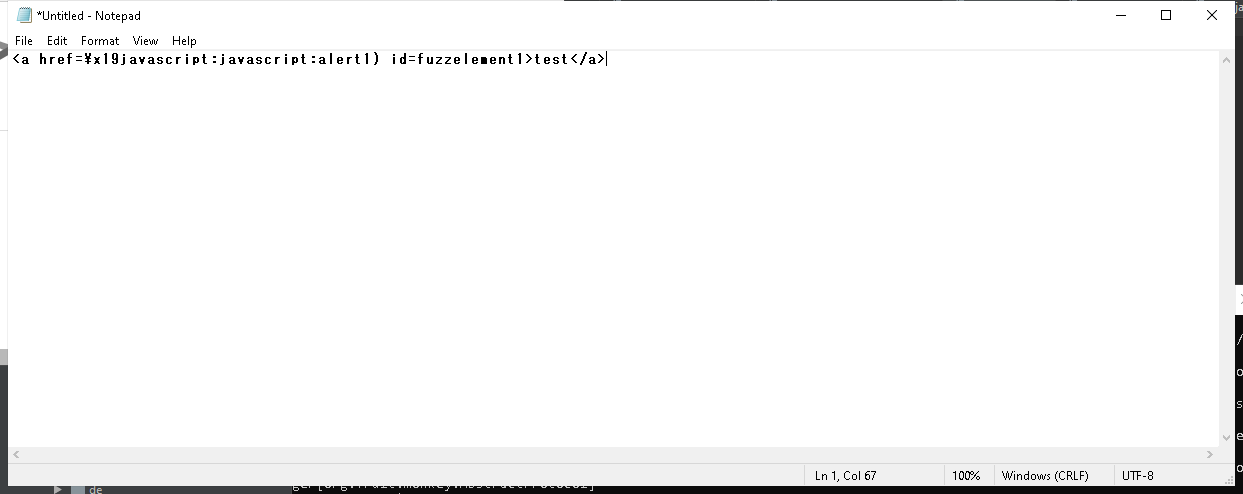 *Untitled - Notepad
File Edit Format View Help
<a href=¥x19javascript:javascript:alert1) id=fuzzelement1>test</a>
Ln 1, Col 67 100% Windows (CRLF) UTF-8
de